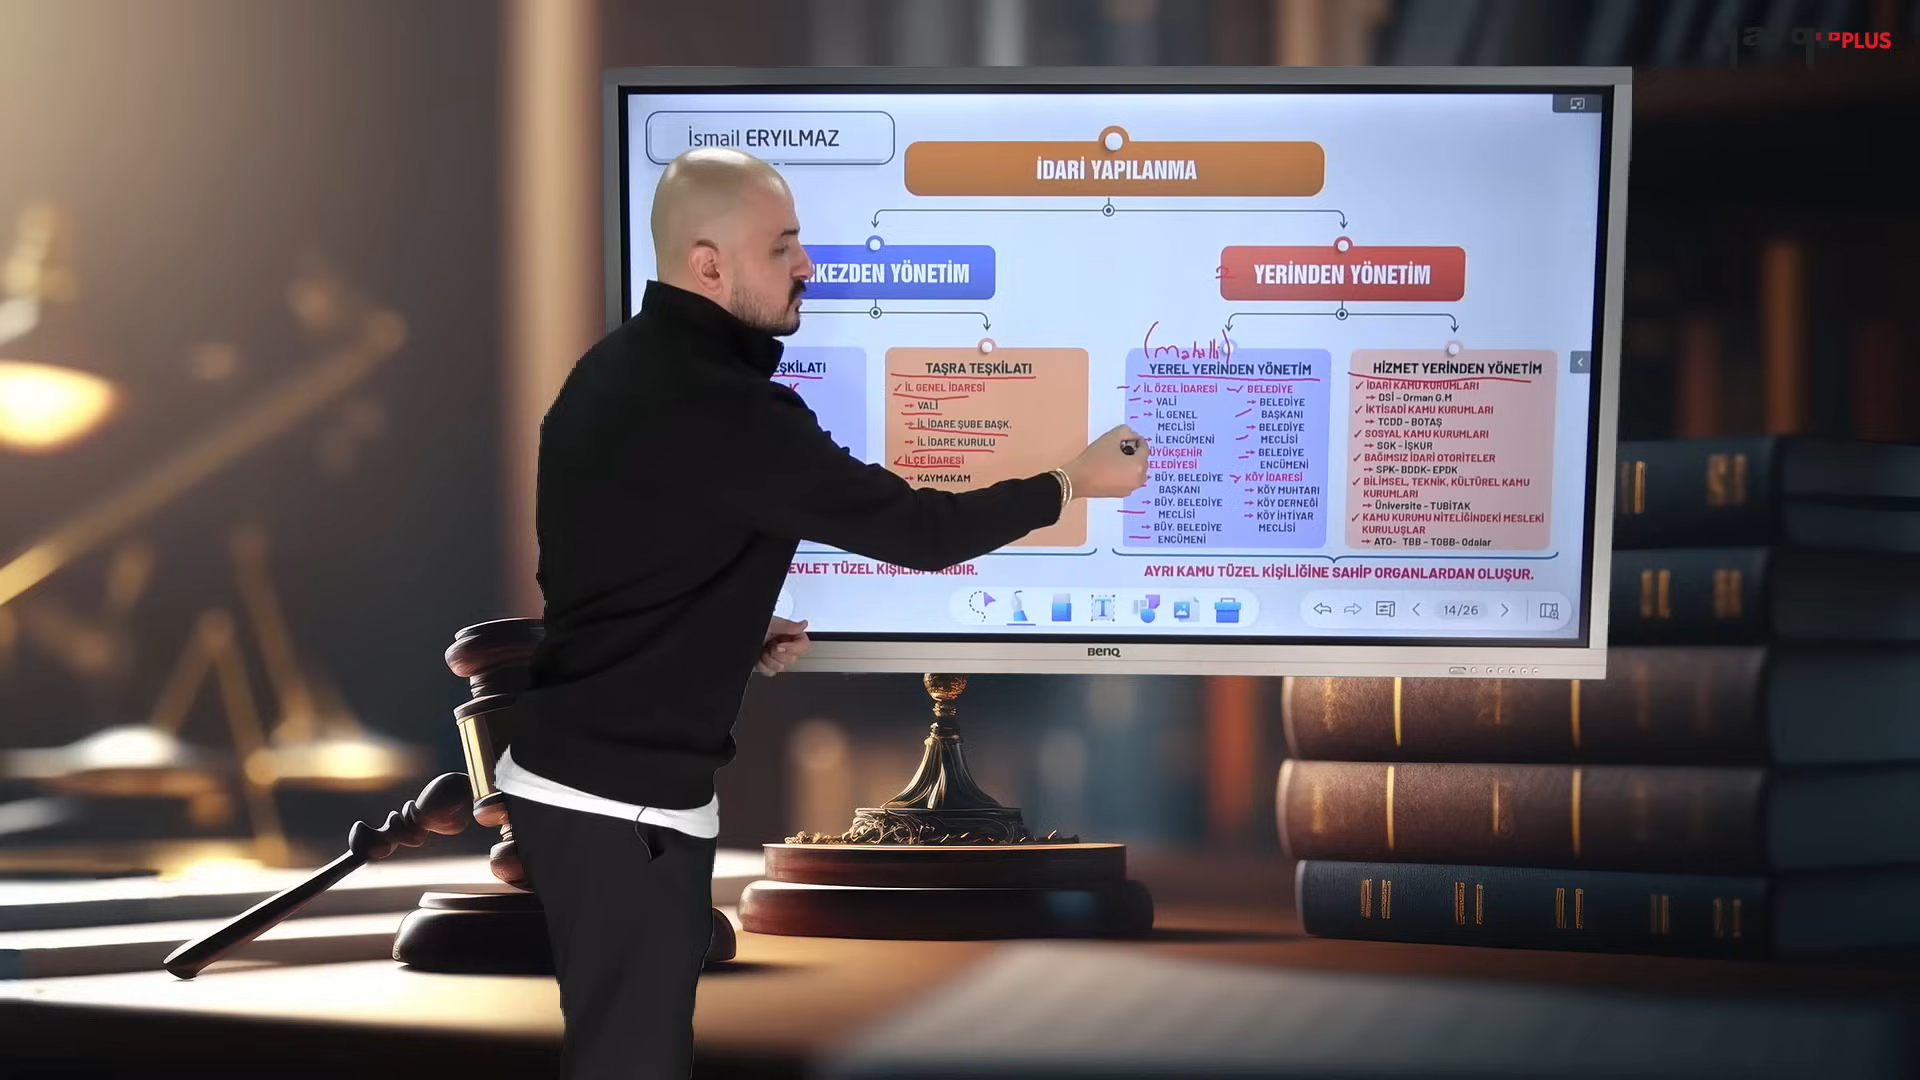 PLUS
İsmail ERYILMAZ
İDARİ YAPILANMA
KEZDEN YÖNETİM
2 YERİNDEN YÖNETİM
EŞKİLATI
TAŞRA TEŞKİLATI
✓ İL GENEL İDARESİ
→ VALİ
→ İL İDARE ŞUBE BAŞK.
→ İL İDARE KURULU
✓ İLÇE İDARESİ
→ KAYMAKAM
(mahalli)
YEREL YERİNDEN YÖNETİM
✓ İL ÖZEL İDARESİ
→ VALİ
→ İL GENEL
MECLİSİ
İL ENCÜMENİ
ÜYÜKŞEHİR
ELEDİYESİ
→ BÜY. BELEDİYE
BAŞKANI
→ BÜY. BELEDİYE
MECLİSİ
→ BÜY. BELEDİYE
ENCÜMENİ
✓ BELEDİYE
→ BELEDİYE
BAŞKANI
→ BELEDİYE
MECLİSİ
→ BELEDİYE
ENCÜMENİ
KÖY İDARESİ
→ KÖY MUHTARI
→ KÖY DERNEĞİ
→ KÖY İHTİYAR
MECLİSİ
HİZMET YERİNDEN YÖNETİM
✓ İDARİ KAMU KURUMLARI
→ DSİ – Orman G.M
✓ İKTİSADİ KAMU KURUMLARI
→ TCDD - BOTAŞ
✓ SOSYAL KAMU KURUMLARI
→ SGK – İŞKUR
✓ BAĞIMSIZ İDARİ OTORİTELER
→ SPK- BDDK- EPDK
✓ BİLİMSEL, TEKNİK, KÜLTÜREL KAMU
KURUMLARI
→ Üniversite – TUBİTAK
✓ KAMU KURUMU NİTELİĞİNDEKİ MESLEKİ
KURULUŞLAR
→ ATO- TBB – TOBB- Odalar
EVLET TÜZEL KİŞİLİĞİ VARDIR.
AYRI KAMU TÜZEL KİŞİLİĞİNE SAHİP ORGANLARDAN OLUŞUR.
14/26
BenQ